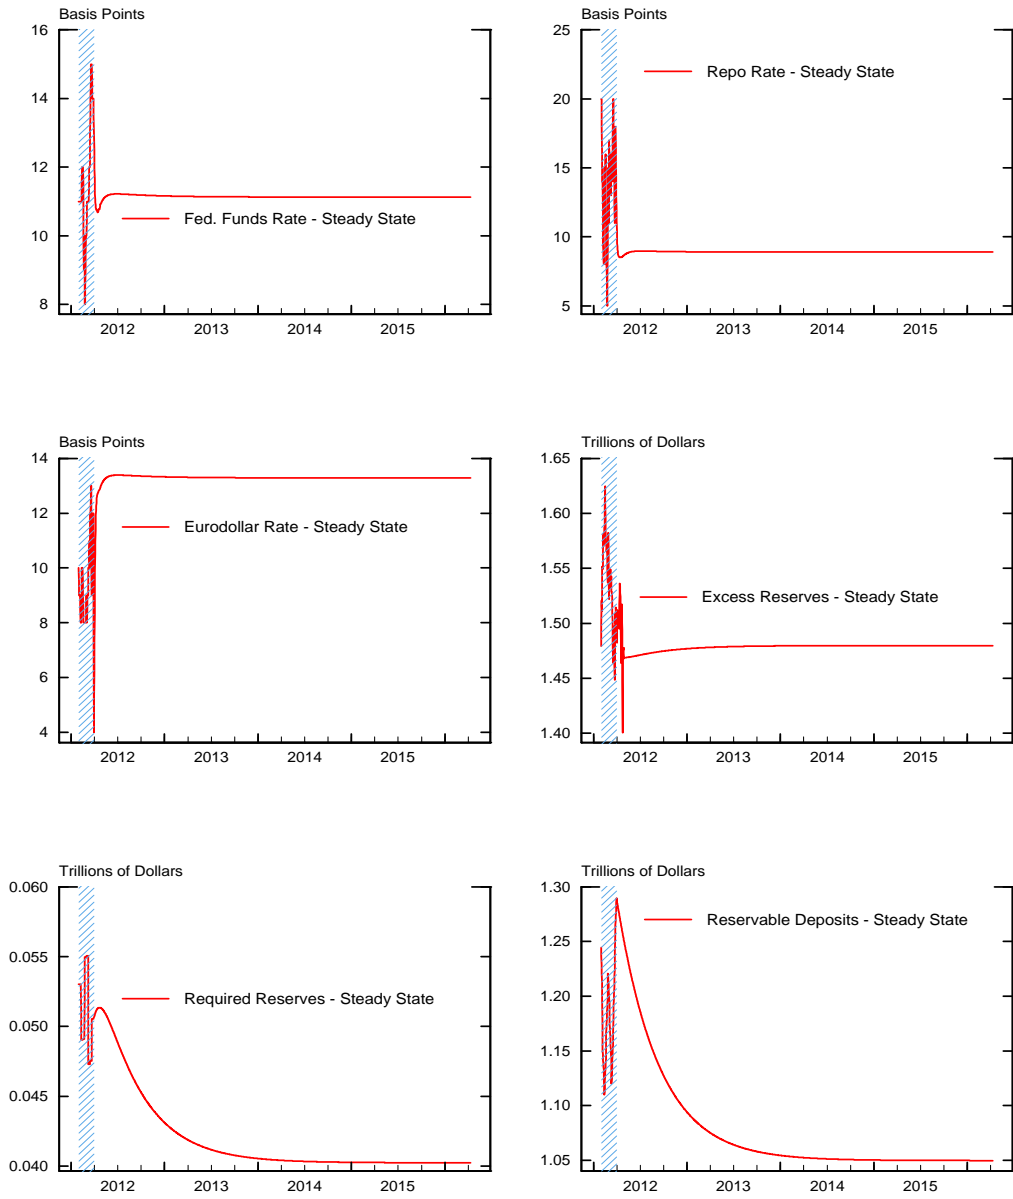 Basis Points
16
14
12
10
8
Fed. Funds Rate - Steady State
2012 2013 2014 2015
Basis Points
25
20
15
10
5
Repo Rate - Steady State
2012 2013 2014 2015
Basis Points
14
12
10
8
6
4
Eurodollar Rate - Steady State
2012 2013 2014 2015
Trillions of Dollars
1.65
1.60
1.55
1.50
1.45
1.40
Excess Reserves - Steady State
2012 2013 2014 2015
Trillions of Dollars
0.060
0.055
0.050
0.045
0.040
Required Reserves - Steady State
2012 2013 2014 2015
Trillions of Dollars
1.30
1.25
1.20
1.15
1.10
1.05
Reservable Deposits - Steady State
2012 2013 2014 2015